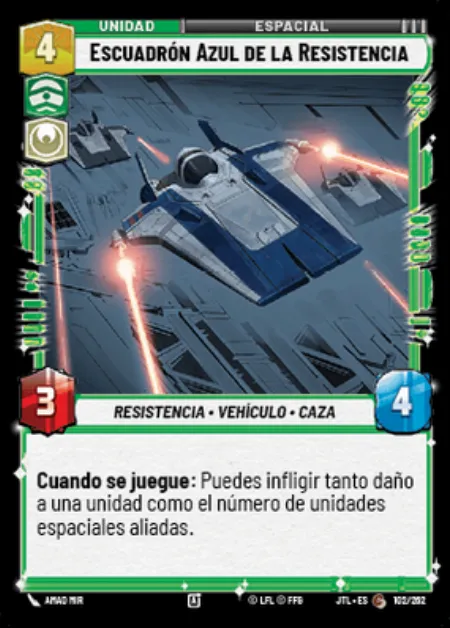 UNIDAD
ESPACIAL
4
ESCUADRÓN AZUL DE LA RESISTENCIA
3
RESISTENCIA • VEHÍCULO • CAZA
4
Cuando se juegue: Puedes infligir tanto daño
a una unidad como el número de unidades
espaciales aliadas.
AMAD MIR
A
© LFL © FFG
JTL • ES
102/262